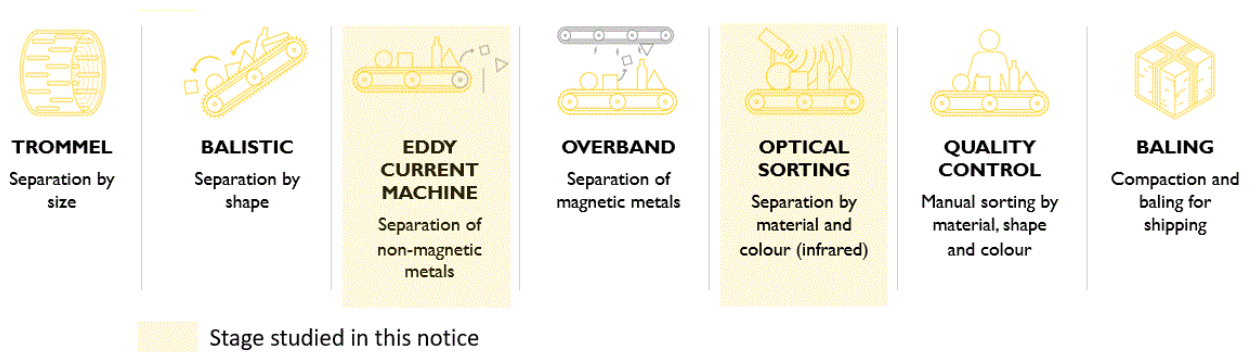 TROMMEL
Separation by
size
BALISTIC
Separation by
shape
EDDY
CURRENT
MACHINE
Separation of
non-magnetic
metals
OVERBAND
Separation of
magnetic metals
OPTICAL
SORTING
Separation by
material and
colour (infrared)
QUALITY
CONTROL
Manual sorting by
material, shape
and colour
BALING
Compaction and
baling for
shipping
Stage studied in this notice